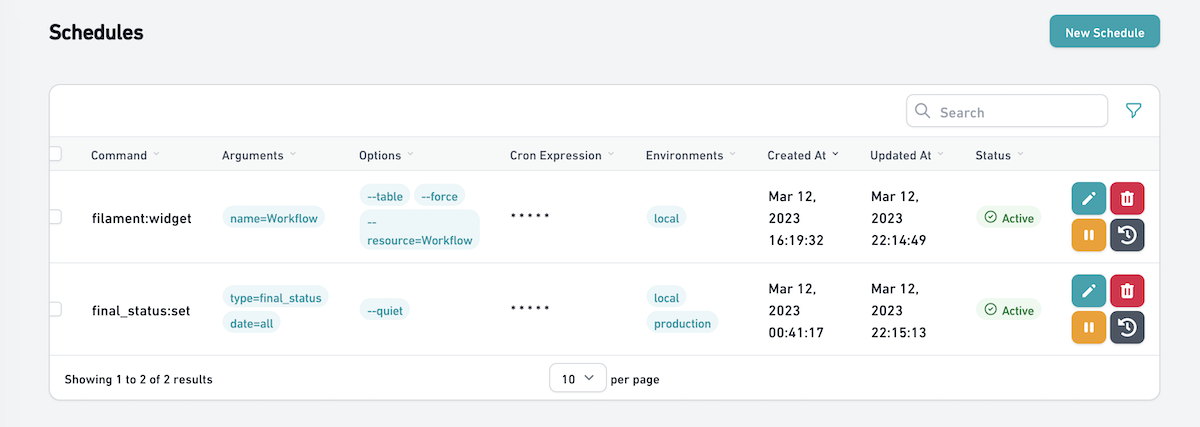 Schedules
New Schedule
Search
Command Arguments Options Cron Expression Environments Created At Updated At Status
filament:widget
name=Workflow
--table --force
--
resource=Workflow
* * * * *
local
Mar 12,
2023
16:19:32
Mar 12,
2023
22:14:49
Active
final_status:set
type=final_status
date=all
--quiet
* * * * *
local
production
Mar 12,
2023
00:41:17
Mar 12,
2023
22:15:13
Active
Showing 1 to 2 of 2 results
10 per page